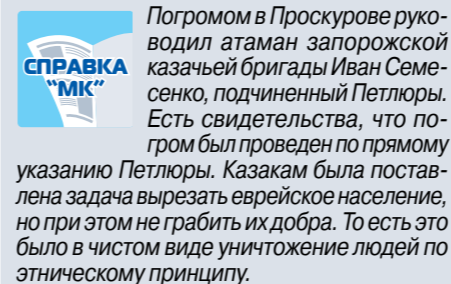 СПРАВКА
"МК"
Погромом в Проскурове руко-
водил атаман запорожской
казачьей бригады Иван Семе-
сенко, подчиненный Петлюры.
Есть свидетельства, что по-
гром был проведен по прямому
указанию Петлюры. Казакам была постав-
лена задача вырезать еврейское население,
но при этом не грабить их добра. То есть это
было в чистом виде уничтожение людей по
этническому принципу.